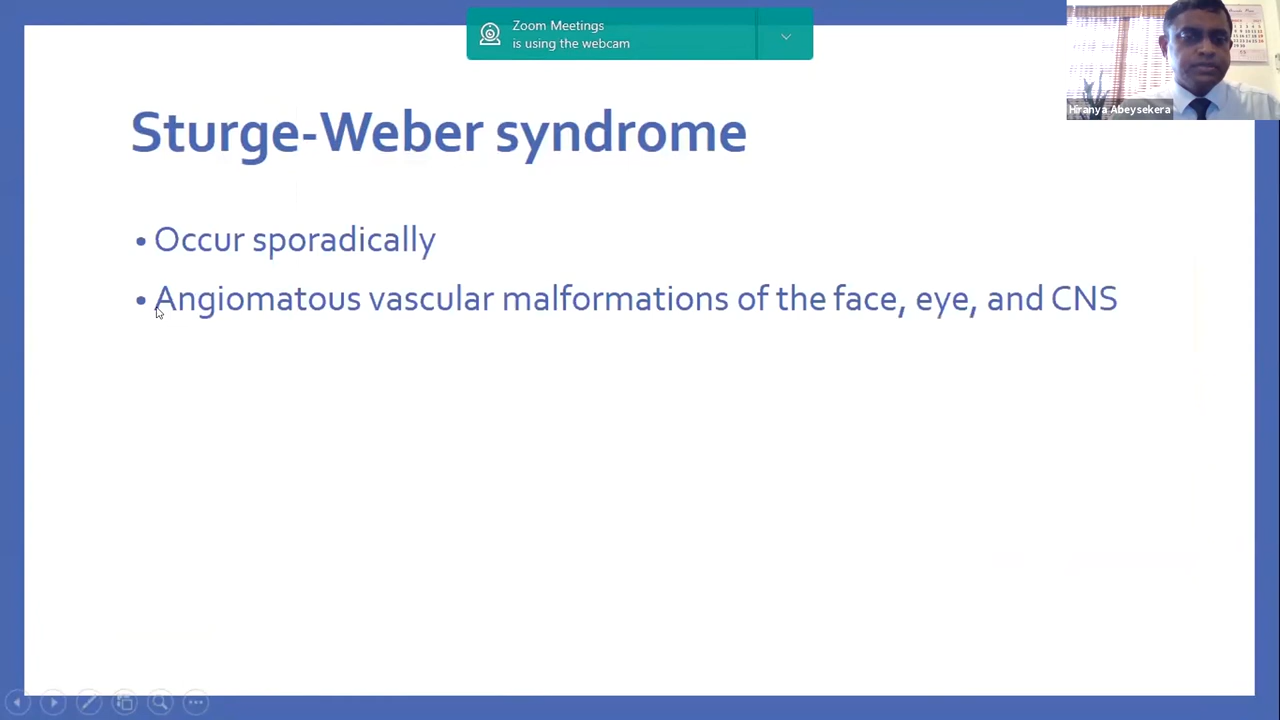 Zoom Meetings
is using the webcam
Hiranya Abeysekera
Sturge-Weber syndrome
• Occur sporadically
• Angiomatous vascular malformations of the face, eye, and CNS